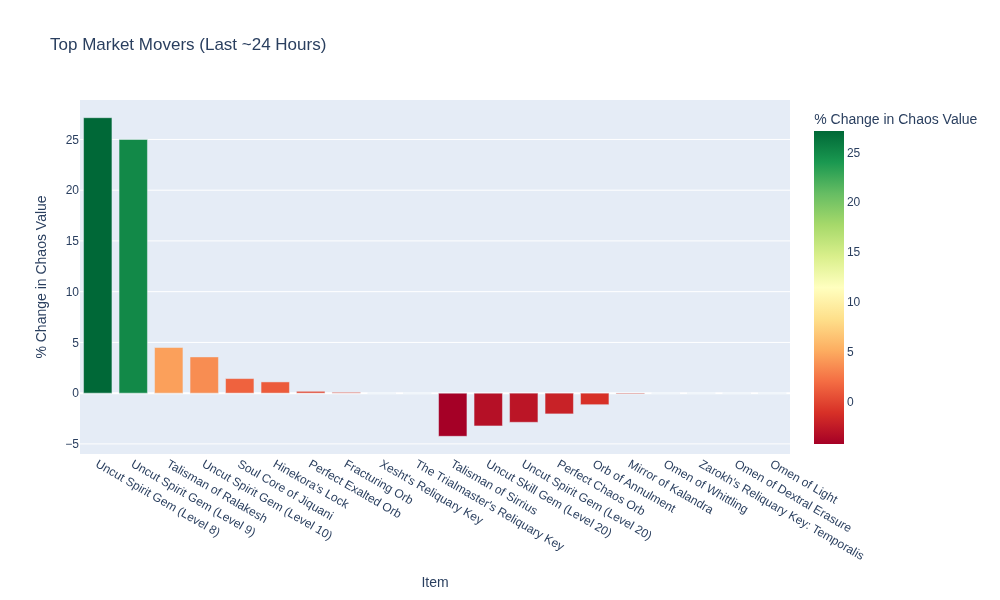 Top Market Movers (Last ~24 Hours)
% Change in Chaos Value
25
20
15
10
5
0
−5
Uncut Spirit Gem (Level 8)
Uncut Spirit Gem (Level 9)
Talisman of Ralakesh
Uncut Spirit Gem (Level 10)
Soul Core of Jiquani
Hinekora's Lock
Perfect Exalted Orb
Fracturing Orb
Xesht's Reliquary Key
The Trialmaster's Reliquary Key
Talisman of Sirrius
Uncut Skill Gem (Level 20)
Uncut Spirit Gem (Level 20)
Perfect Chaos Orb
Orb of Annulment
Mirror of Kalandra
Omen of Whittling
Zarokh's Reliquary Key: Temporalis
Omen of Dextral Erasure
Omen of Light
Item
% Change in Chaos Value
25
20
15
10
5
0